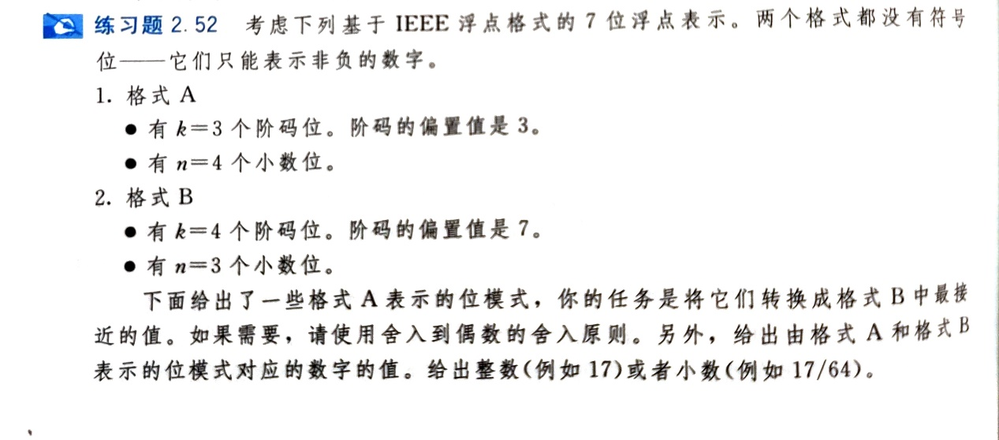 练习题 2.52 考虑下列基于 IEEE 浮点格式的 7 位浮点表示。两个格式都没有符号
位——它们只能表示非负的数字。
1. 格式 A
● 有 k=3 个阶码位。阶码的偏置值是 3。
● 有 n=4 个小数位。
2. 格式 B
● 有 k=4 个阶码位。阶码的偏置值是 7。
● 有 n=3 个小数位。
下面给出了一些格式 A 表示的位模式，你的任务是将它们转换成格式 B 中最接
近的值。如果需要，请使用舍入到偶数的舍入原则。另外，给出由格式 A 和格式 B
表示的位模式对应的数字的值。给出整数(例如 17)或者小数(例如 17/64)。